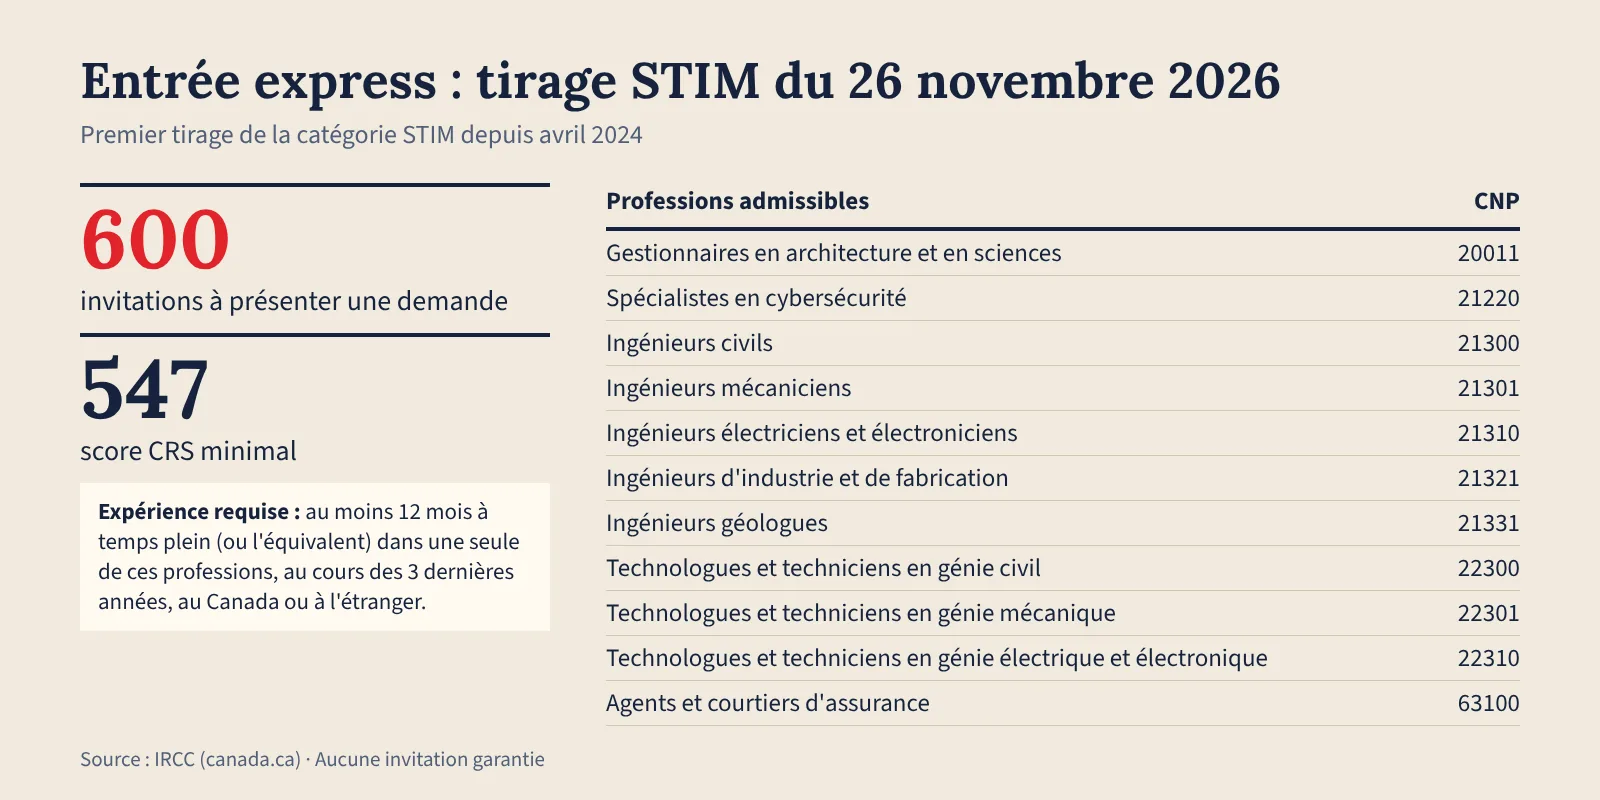 Entrée express : tirage STIM du 26 novembre 2026
Premier tirage de la catégorie STIM depuis avril 2024
600
invitations à présenter une demande
547
score CRS minimal
Expérience requise : au moins 12 mois à
temps plein (ou l'équivalent) dans une seule
de ces professions, au cours des 3 dernières
années, au Canada ou à l'étranger.
Professions admissibles CNP
Gestionnaires en architecture et en sciences 20011
Spécialistes en cybersécurité 21220
Ingénieurs civils 21300
Ingénieurs mécaniciens 21301
Ingénieurs électriciens et électroniciens 21310
Ingénieurs d'industrie et de fabrication 21321
Ingénieurs géologues 21331
Technologues et techniciens en génie civil 22300
Technologues et techniciens en génie mécanique 22301
Technologues et techniciens en génie électrique et électronique 22310
Agents et courtiers d'assurance 63100
Source : IRCC (canada.ca) · Aucune invitation garantie